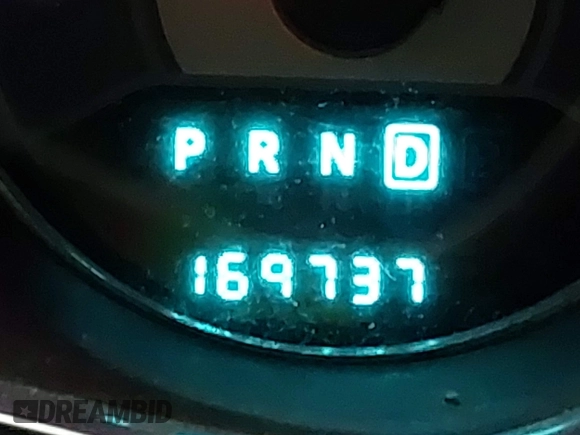 P R N D
169737
DREAMBID